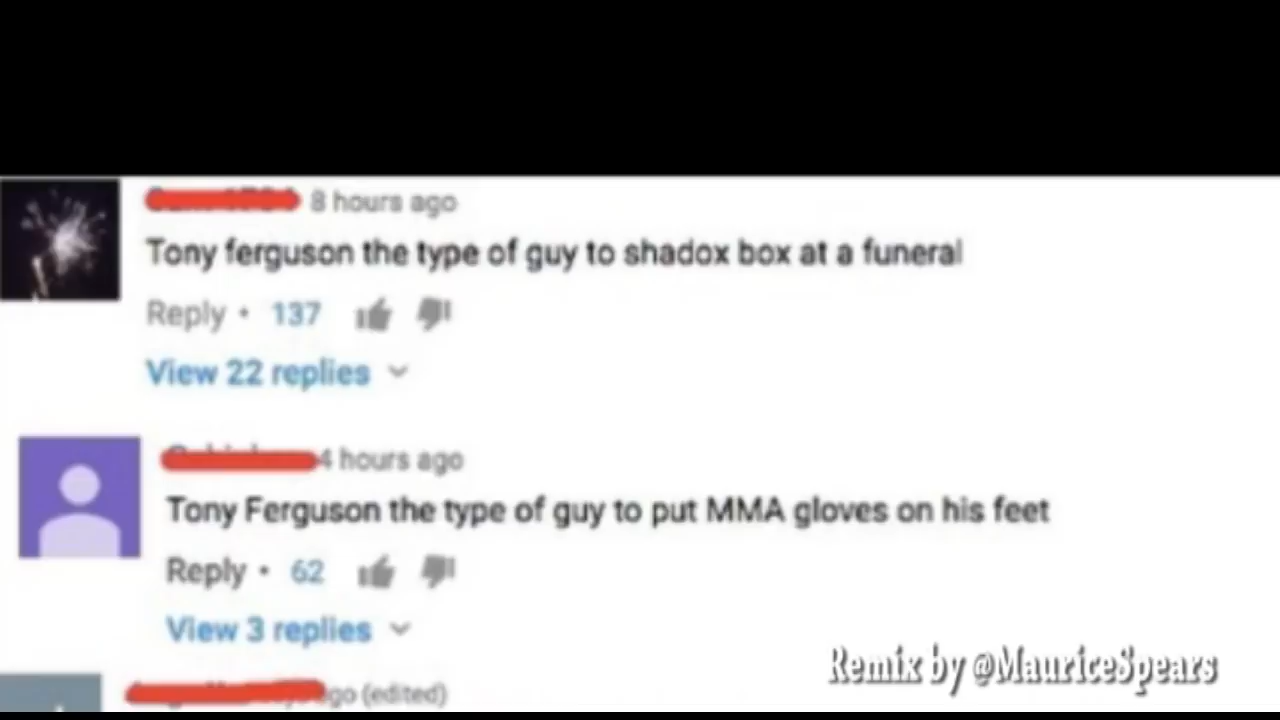 8 hours ago
Tony ferguson the type of guy to shadox box at a funeral
Reply • 137
View 22 replies
4 hours ago
Tony Ferguson the type of guy to put MMA gloves on his feet
Reply • 62
View 3 replies
Remix by @MauriceSpears
ago (edited)